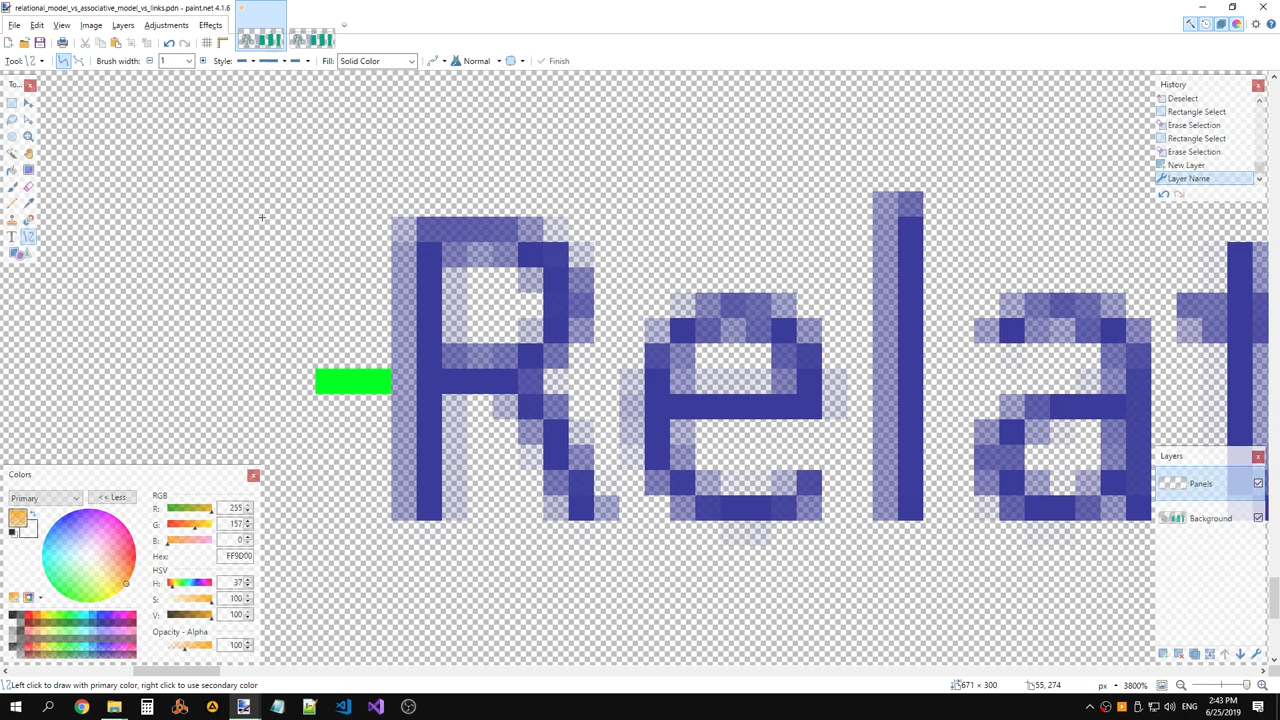 relational_model_vs_associative_model_vs_links.pdn - paint.net 4.1.6
File Edit View Image Layers Adjustments Effects
Tool: Brush width: 1 Style: Fill: Solid Color Normal Finish
To...
History
Deselect
Rectangle Select
Erase Selection
Rectangle Select
Erase Selection
New Layer
Layer Name
Relat
Colors
Primary << Less
RGB
R: 255
G: 157
B: 0
Hex: FF9D00
HSV
H: 37
S: 100
V: 100
Opacity - Alpha
100
Layers
Panels
Background
Left click to draw with primary color, right click to use secondary color 671 × 300 55, 274 px 3800%
ENG 2:43 PM
6/25/2019